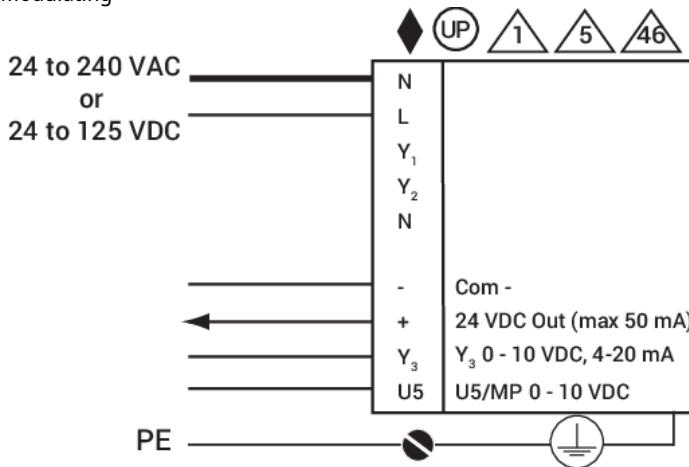 modulating
UP 1 5 46
24 to 240 VAC
or
24 to 125 VDC
N
L
Y₁
Y₂
N
- Com -
+ 24 VDC Out (max 50 mA)
Y₃ Y₃ 0 - 10 VDC, 4-20 mA
U5 U5/MP 0 - 10 VDC
PE